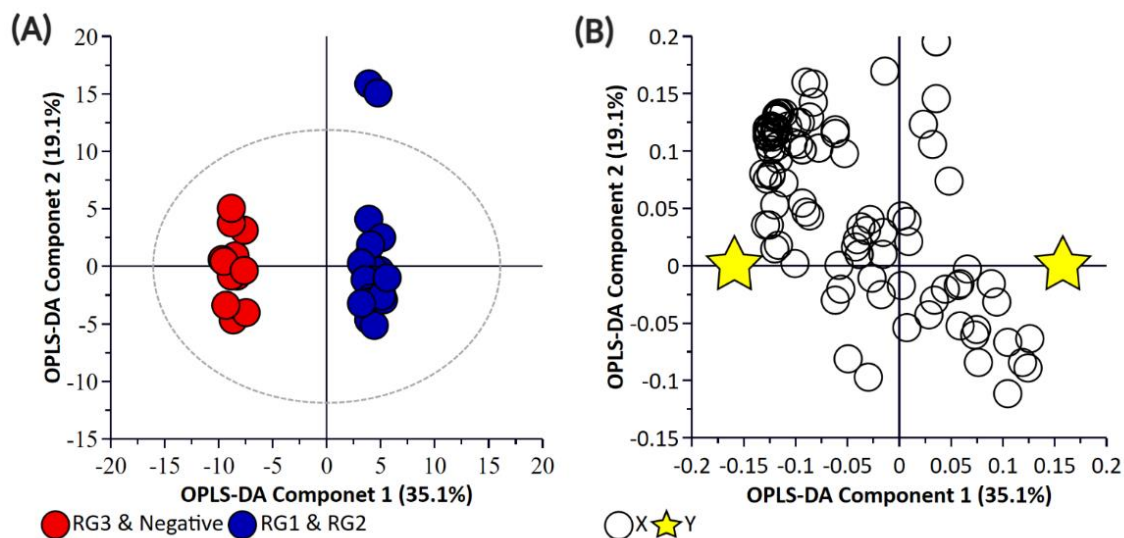 (A)
20
15
10
5
0
-5
-10
-15
-20 -15 -10 -5 0 5 10 15 20
OPLS-DA Componet 2 (19.1%)
OPLS-DA Componet 1 (35.1%)
RG3 & Negative RG1 & RG2
(B)
0.2
0.15
0.1
0.05
0
-0.05
-0.1
-0.15
-0.2 -0.15 -0.1 -0.05 0 0.05 0.1 0.15 0.2
OPLS-DA Component 2 (19.1%)
OPLS-DA Component 1 (35.1%)
X Y